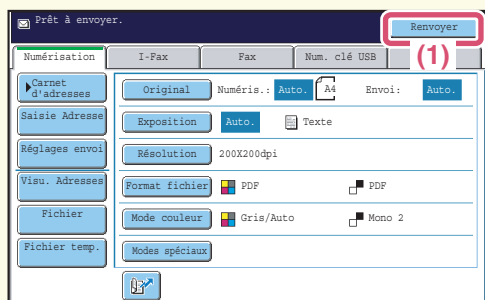 Prêt à envoyer.
Renvoyer
(1)
Numérisation
I-Fax
Fax
Num. clé USB
Carnet
d'adresses
Original
Numéris.:
Auto.
A4
Envoi:
Auto.
Saisie Adresse
Exposition
Auto.
Texte
Réglages envoi
Résolution
200X200dpi
Visu. Adresses
Format fichier
PDF
PDF
Fichier
Mode couleur
Gris/Auto
Mono 2
Fichier temp.
Modes spéciaux